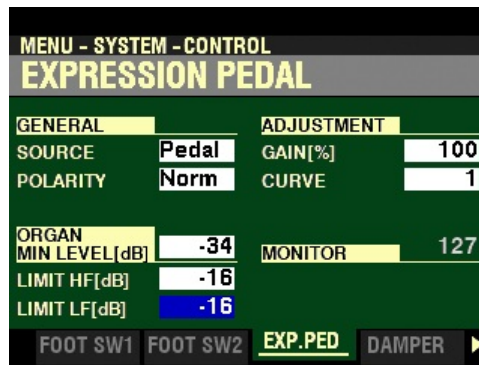 MENU - SYSTEM - CONTROL
EXPRESSION PEDAL
GENERAL
SOURCE Pedal
POLARITY Norm
ADJUSTMENT
GAIN[%] 100
CURVE 1
ORGAN
MIN LEVEL[dB] -34
LIMIT HF[dB] -16
LIMIT LF[dB] -16
MONITOR 127
FOOT SW1 FOOT SW2 EXP.PED DAMPER